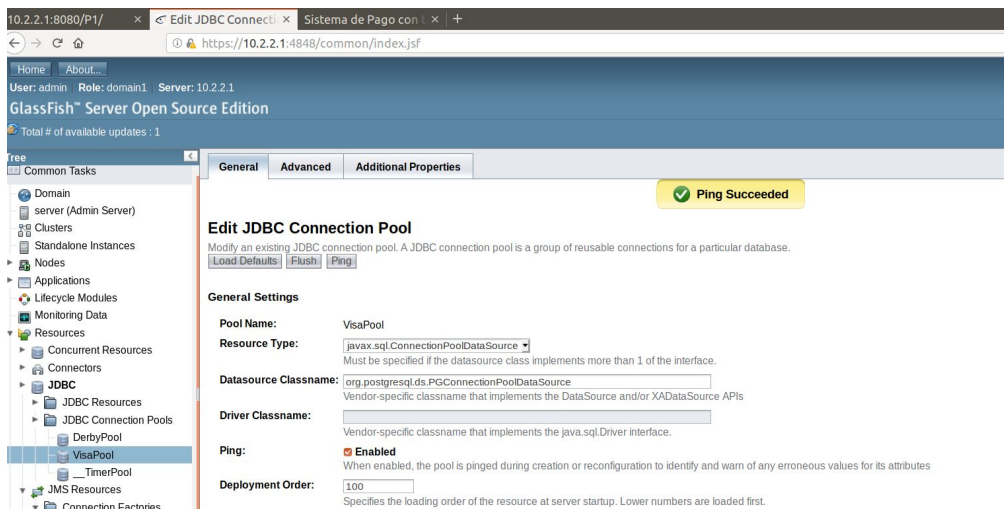 10.2.2.1:8080/P1/ × Edit JDBC Connecti × Sistema de Pago con × +
https://10.2.2.1:4848/common/index.jsf
Home About...
User: admin Role: domain1 Server: 10.2.2.1
GlassFish™ Server Open Source Edition
Total # of available updates : 1
Tree
Common Tasks
Domain
server (Admin Server)
Clusters
Standalone Instances
Nodes
Applications
Lifecycle Modules
Monitoring Data
Resources
Concurrent Resources
Connectors
JDBC
JDBC Resources
JDBC Connection Pools
DerbyPool
VisaPool
__TimerPool
JMS Resources
Connection Factories
General Advanced Additional Properties
Ping Succeeded
Edit JDBC Connection Pool
Modify an existing JDBC connection pool. A JDBC connection pool is a group of reusable connections for a particular database.
Load Defaults Flush Ping
General Settings
Pool Name: VisaPool
Resource Type: javax.sql.ConnectionPoolDataSource
Must be specified if the datasource class implements more than 1 of the interface.
Datasource Classname: org.postgresql.ds.PGConnectionPoolDataSource
Vendor-specific classname that implements the DataSource and/or XADataSource APIs
Driver Classname:
Vendor-specific classname that implements the java.sql.Driver interface.
Ping: Enabled
When enabled, the pool is pinged during creation or reconfiguration to identify and warn of any erroneous values for its attributes
Deployment Order: 100
Specifies the loading order of the resource at server startup. Lower numbers are loaded first.